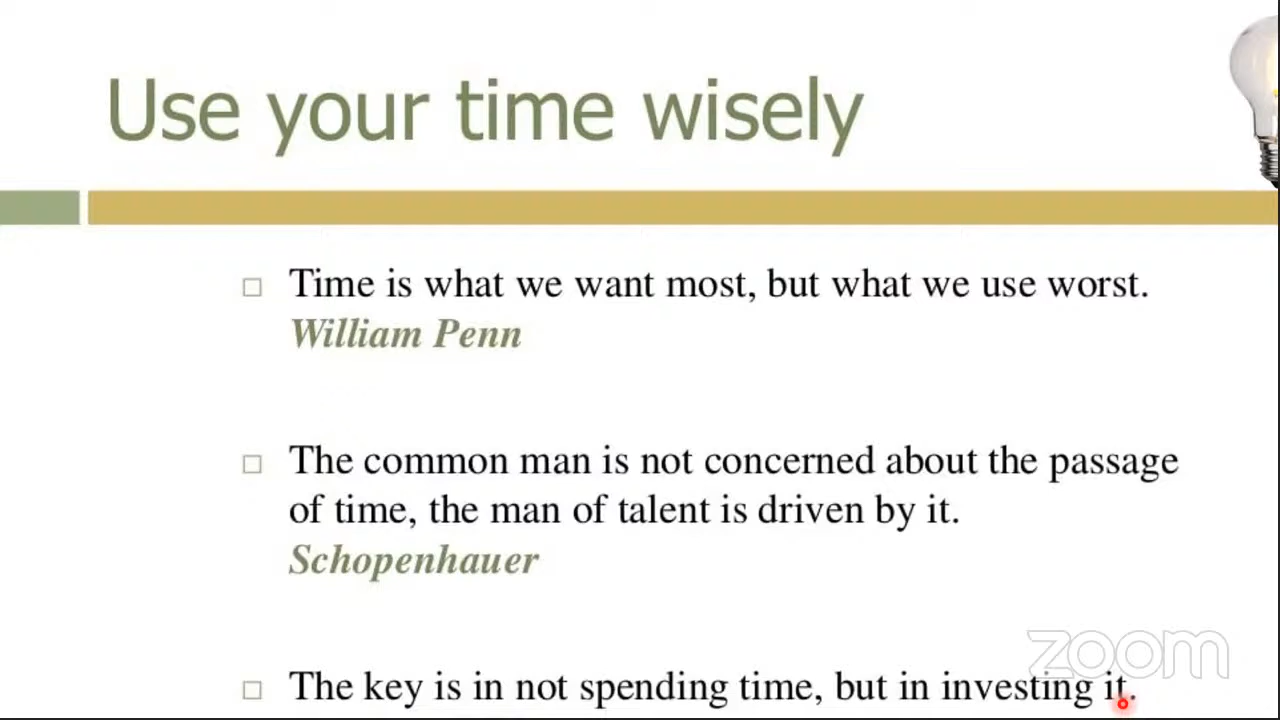 Use your time wisely
Time is what we want most, but what we use worst.
William Penn
The common man is not concerned about the passage
of time, the man of talent is driven by it.
Schopenhauer
zoom
The key is in not spending time, but in investing it.